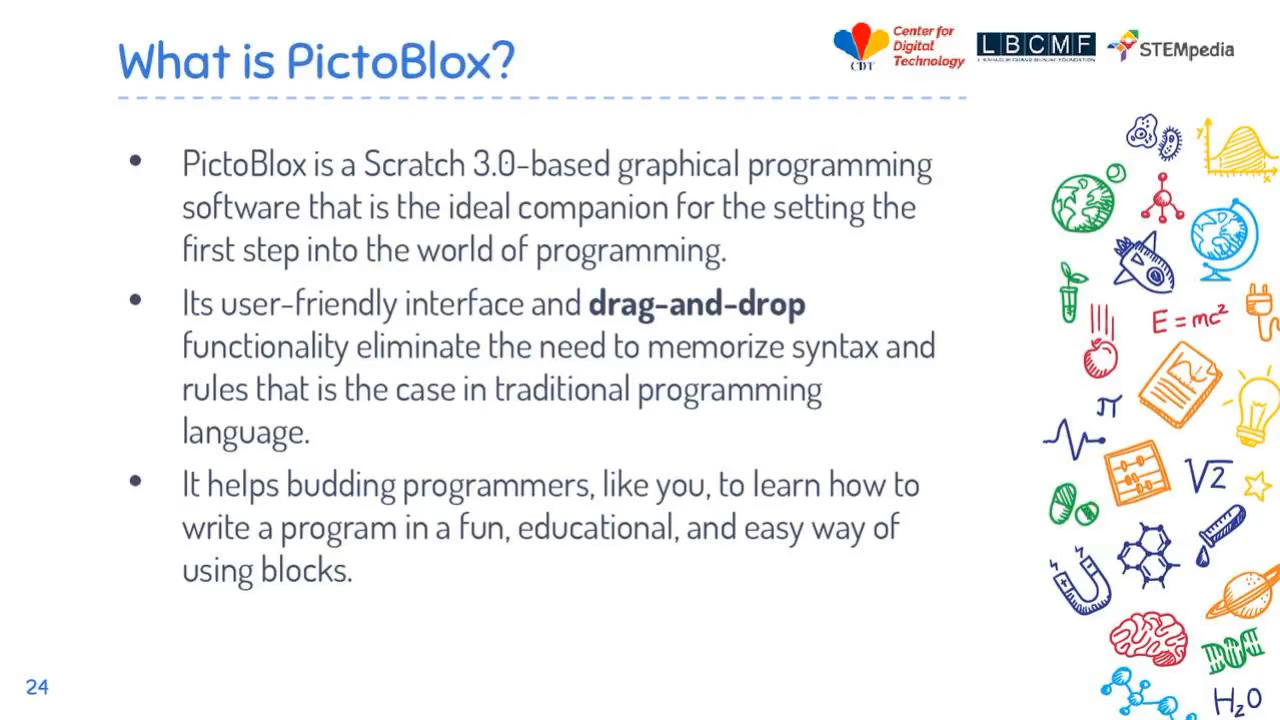 What is PictoBlox?
CDT
Center for
Digital
Technology
LBCMF
STEMpedia
• PictoBlox is a Scratch 3.0-based graphical programming
software that is the ideal companion for the setting the
first step into the world of programming.
• Its user-friendly interface and drag-and-drop
functionality eliminate the need to memorize syntax and
rules that is the case in traditional programming
language.
• It helps budding programmers, like you, to learn how to
write a program in a fun, educational, and easy way of
using blocks.
y
x
E=mc²
π
√2
H₂O
24